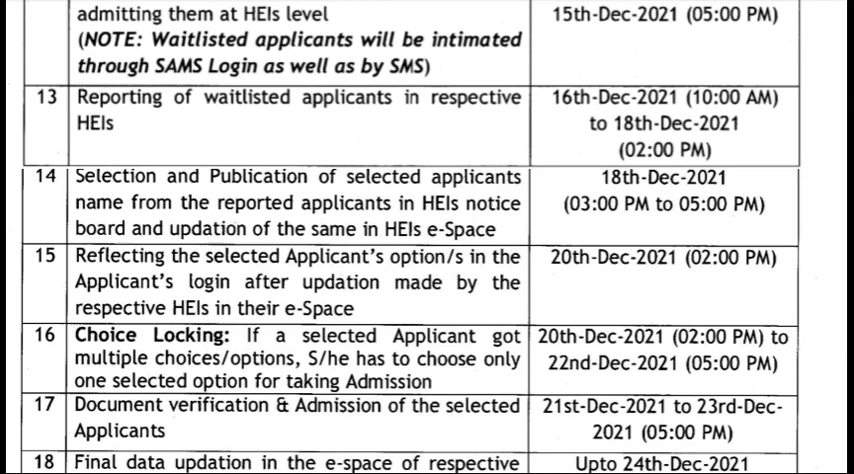 admitting them at HEIs level 15th-Dec-2021 (05:00 PM)
(NOTE: Waitlisted applicants will be intimated
through SAMS Login as well as by SMS)
13 Reporting of waitlisted applicants in respective 16th-Dec-2021 (10:00 AM)
HEIs to 18th-Dec-2021
(02:00 PM)
14 Selection and Publication of selected applicants 18th-Dec-2021
name from the reported applicants in HEIs notice (03:00 PM to 05:00 PM)
board and updation of the same in HEIs e-Space
15 Reflecting the selected Applicant's option/s in the 20th-Dec-2021 (02:00 PM)
Applicant's login after updation made by the
respective HEIs in their e-Space
16 Choice Locking: If a selected Applicant got 20th-Dec-2021 (02:00 PM) to
multiple choices/options, S/he has to choose only 22nd-Dec-2021 (05:00 PM)
one selected option for taking Admission
17 Document verification & Admission of the selected 21st-Dec-2021 to 23rd-Dec-
Applicants 2021 (05:00 PM)
18 Final data updation in the e-space of respective Upto 24th-Dec-2021